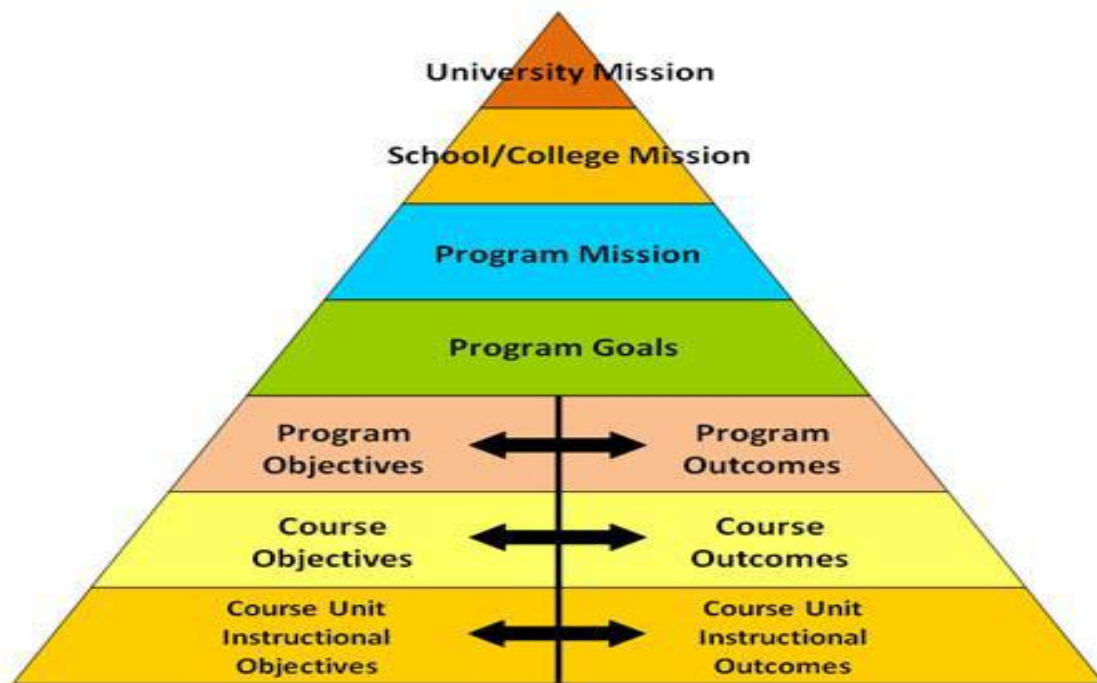 University Mission
School/College Mission
Program Mission
Program Goals
Program
Objectives
Program
Outcomes
Course
Objectives
Course
Outcomes
Course Unit
Instructional
Objectives
Course Unit
Instructional
Outcomes